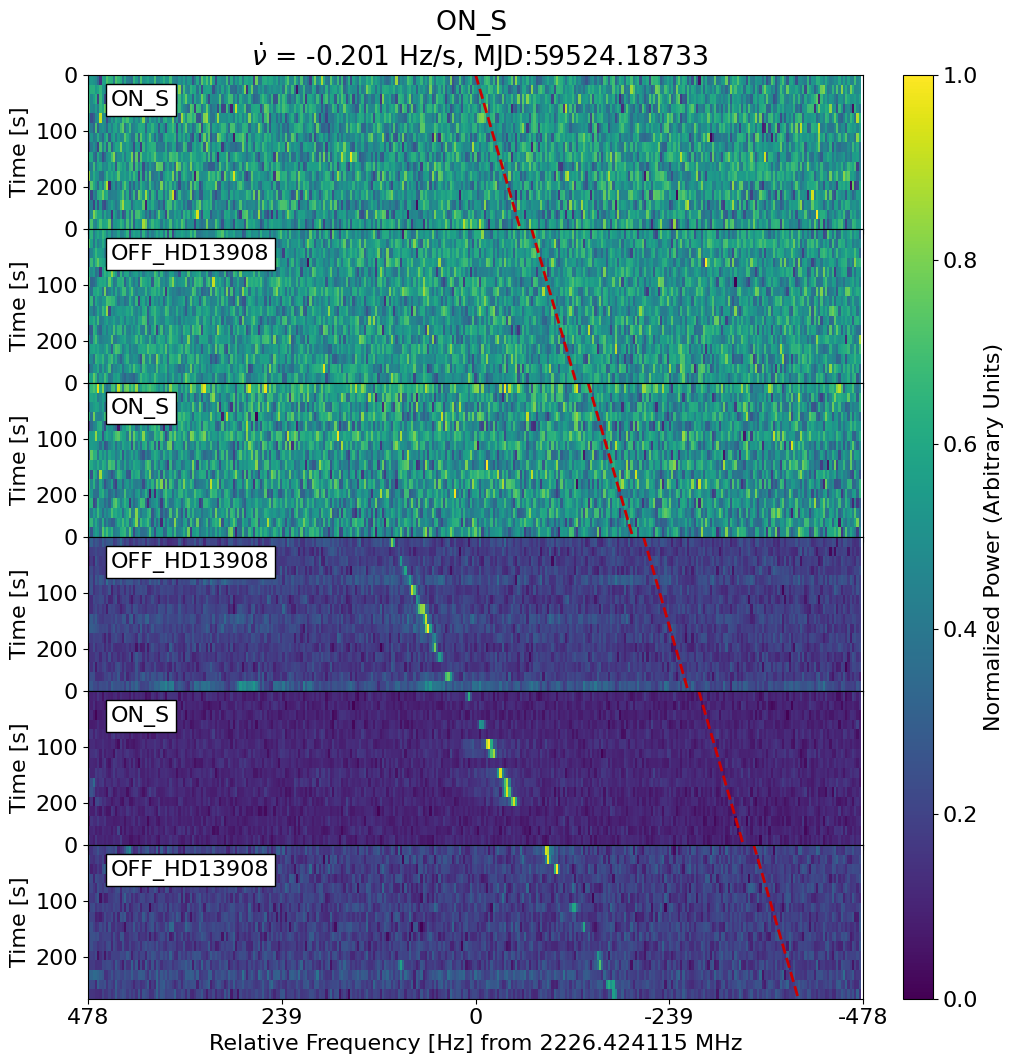 ON_S
ν̇ = -0.201 Hz/s, MJD:59524.18733
0
ON_S
100
Time [s]
200
0
OFF_HD13908
100
Time [s]
200
0
ON_S
100
Time [s]
200
0
OFF_HD13908
100
Time [s]
200
0
ON_S
100
Time [s]
200
0
OFF_HD13908
100
Time [s]
200
478 239 0 -239 -478
Relative Frequency [Hz] from 2226.424115 MHz
1.0
0.8
0.6
0.4
0.2
0.0
Normalized Power (Arbitrary Units)